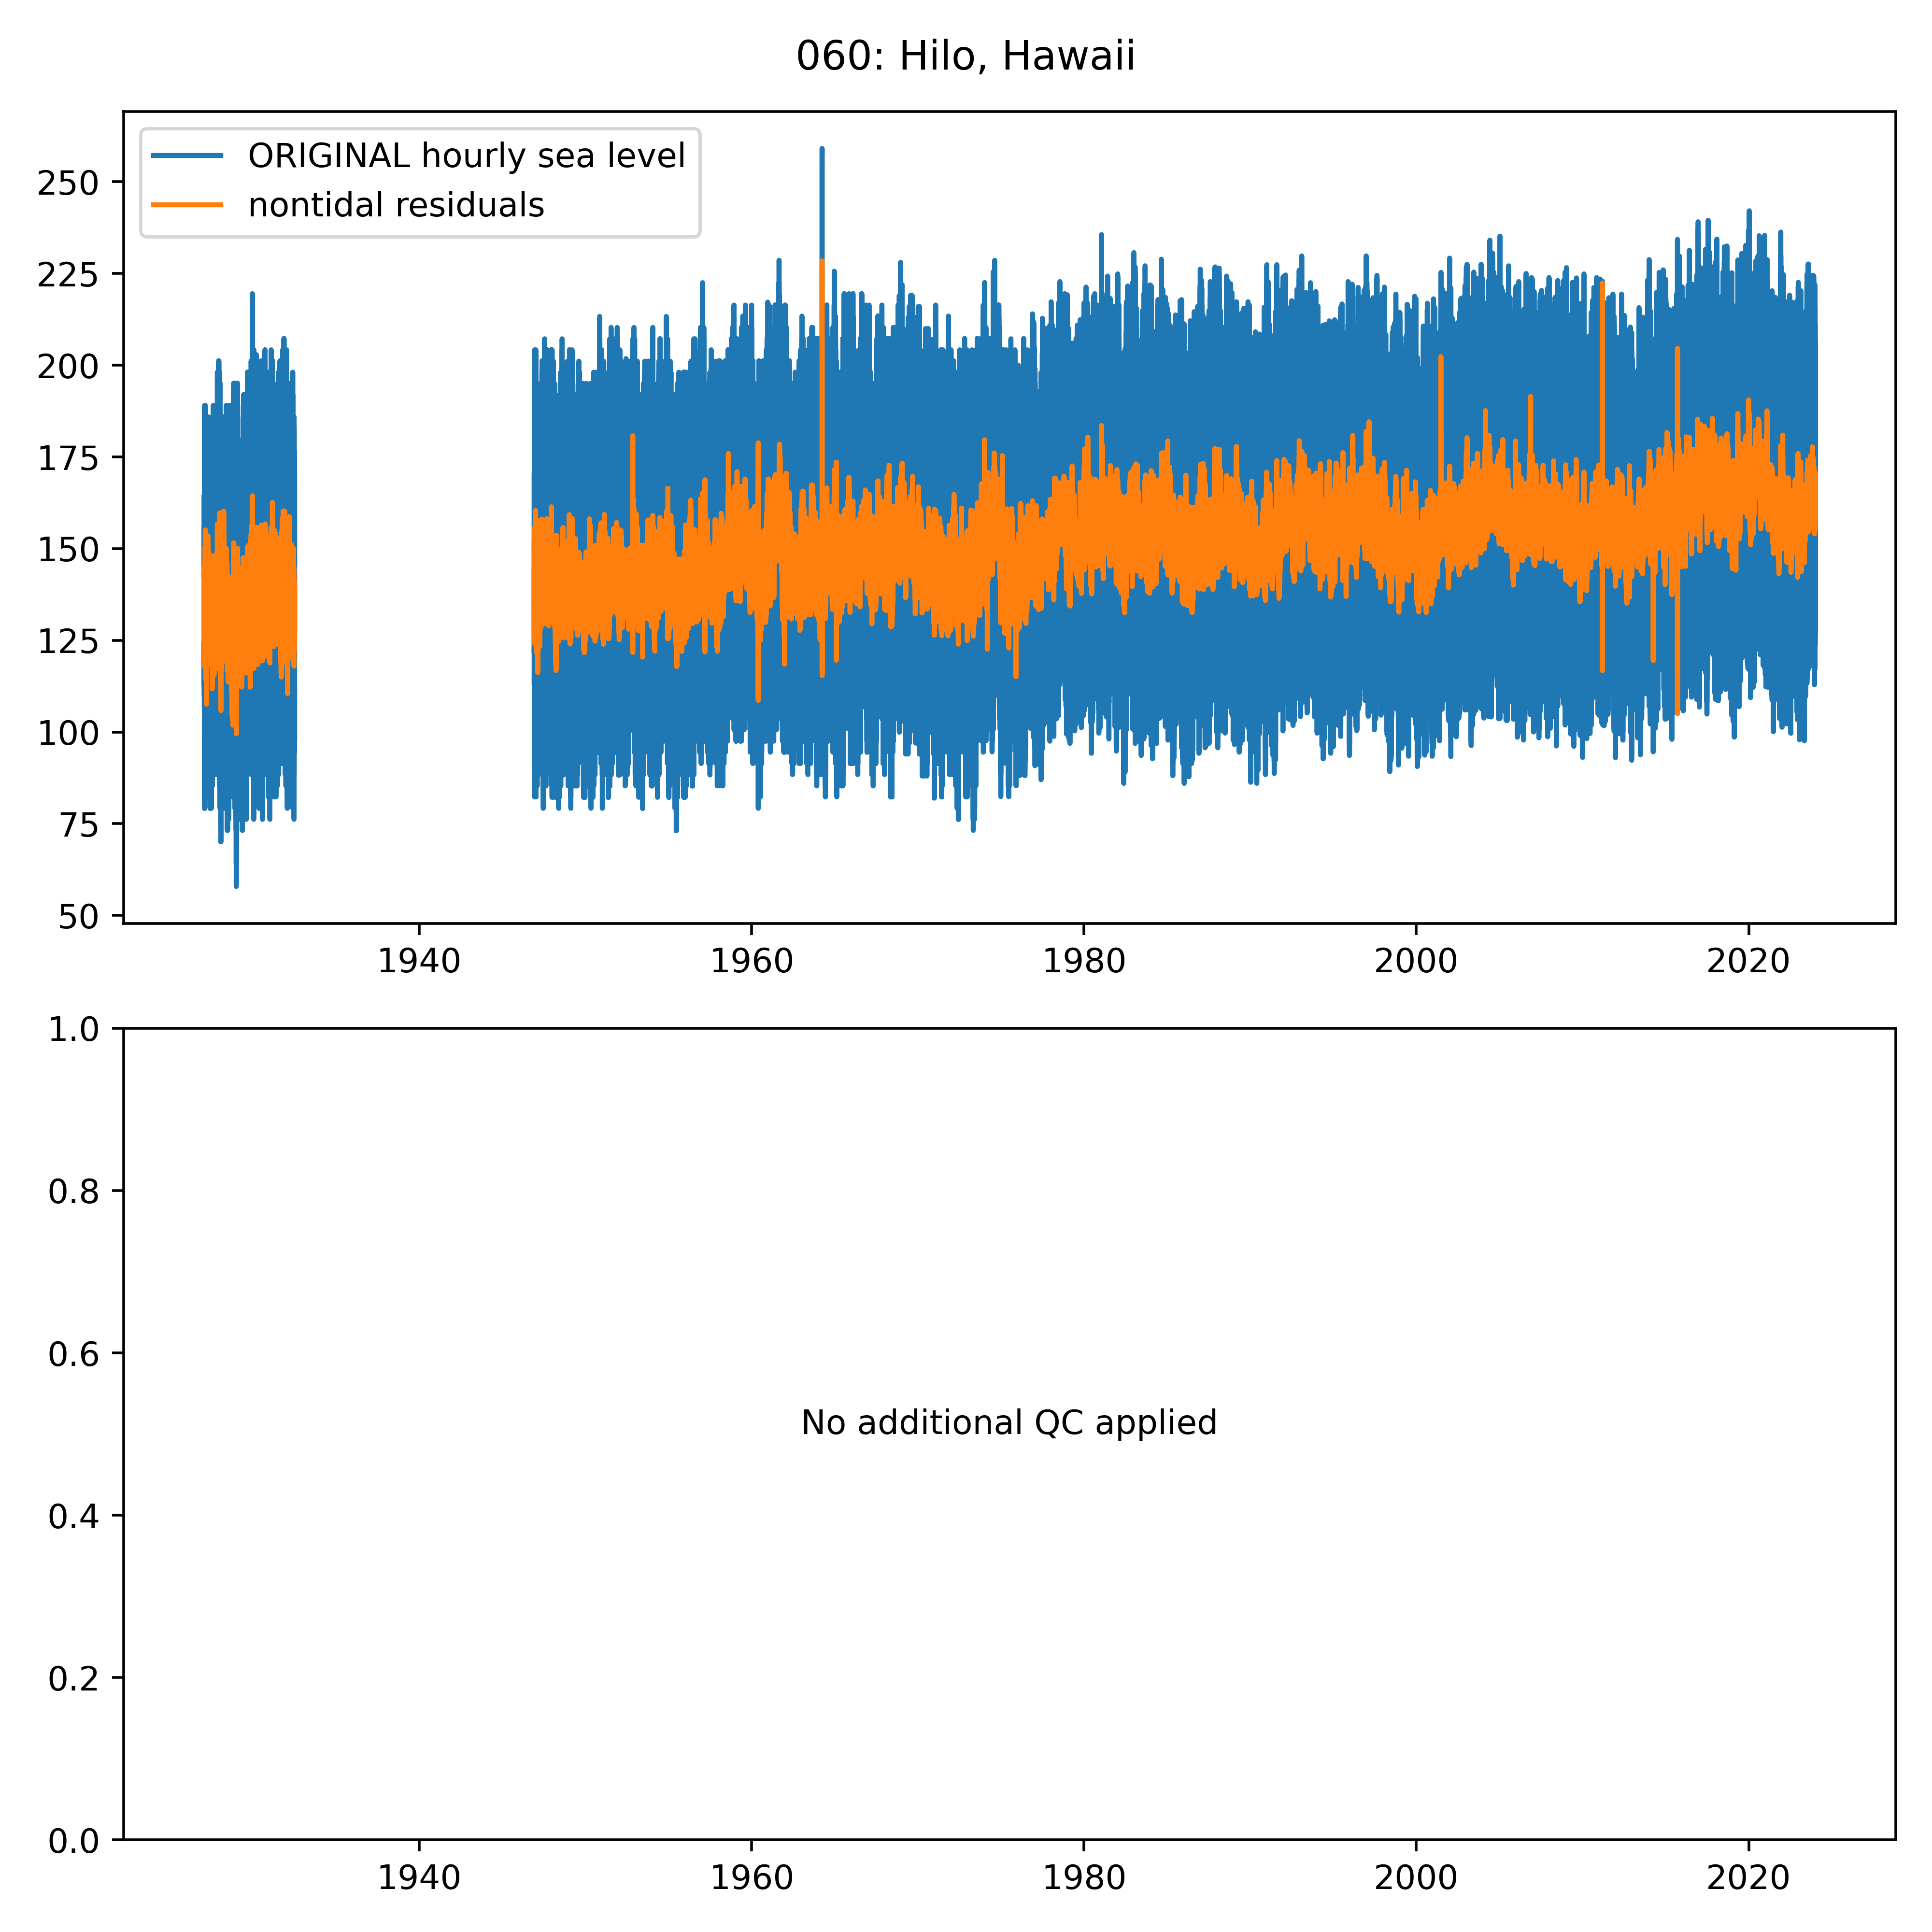 060: Hilo, Hawaii
ORIGINAL hourly sea level
nontidal residuals
250
225
200
175
150
125
100
75
50
1940 1960 1980 2000 2020
1.0
0.8
0.6
No additional QC applied
0.4
0.2
0.0
1940 1960 1980 2000 2020